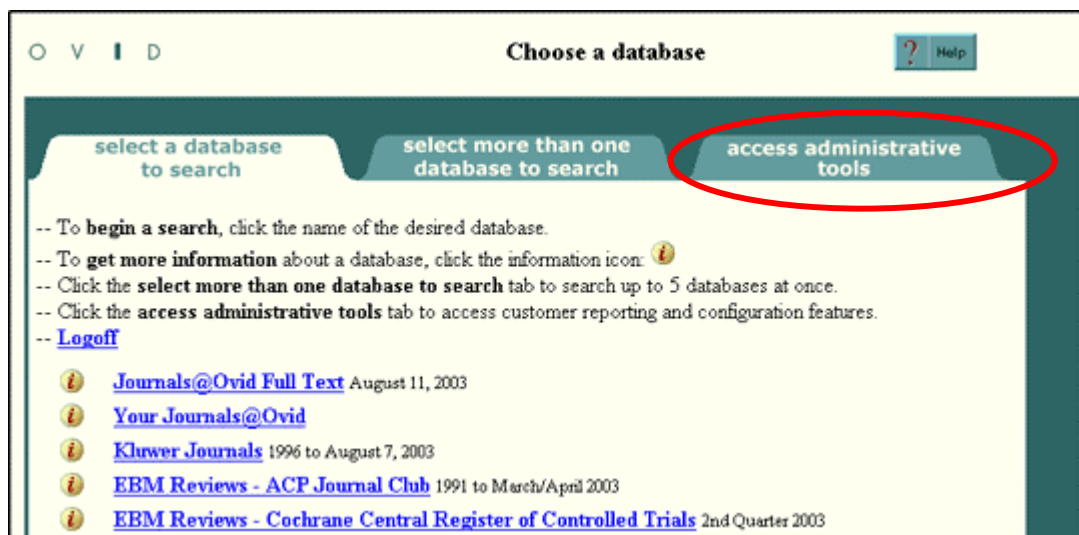 OVID
Choose a database
? Help
select a database
to search
select more than one
database to search
access administrative
tools
-- To begin a search, click the name of the desired database.
-- To get more information about a database, click the information icon: i
-- Click the select more than one database to search tab to search up to 5 databases at once.
-- Click the access administrative tools tab to access customer reporting and configuration features.
-- Logoff
i Journals@Ovid Full Text August 11, 2003
i Your Journals@Ovid
i Kluwer Journals 1996 to August 7, 2003
i EBM Reviews - ACP Journal Club 1991 to March/April 2003
i EBM Reviews - Cochrane Central Register of Controlled Trials 2nd Quarter 2003